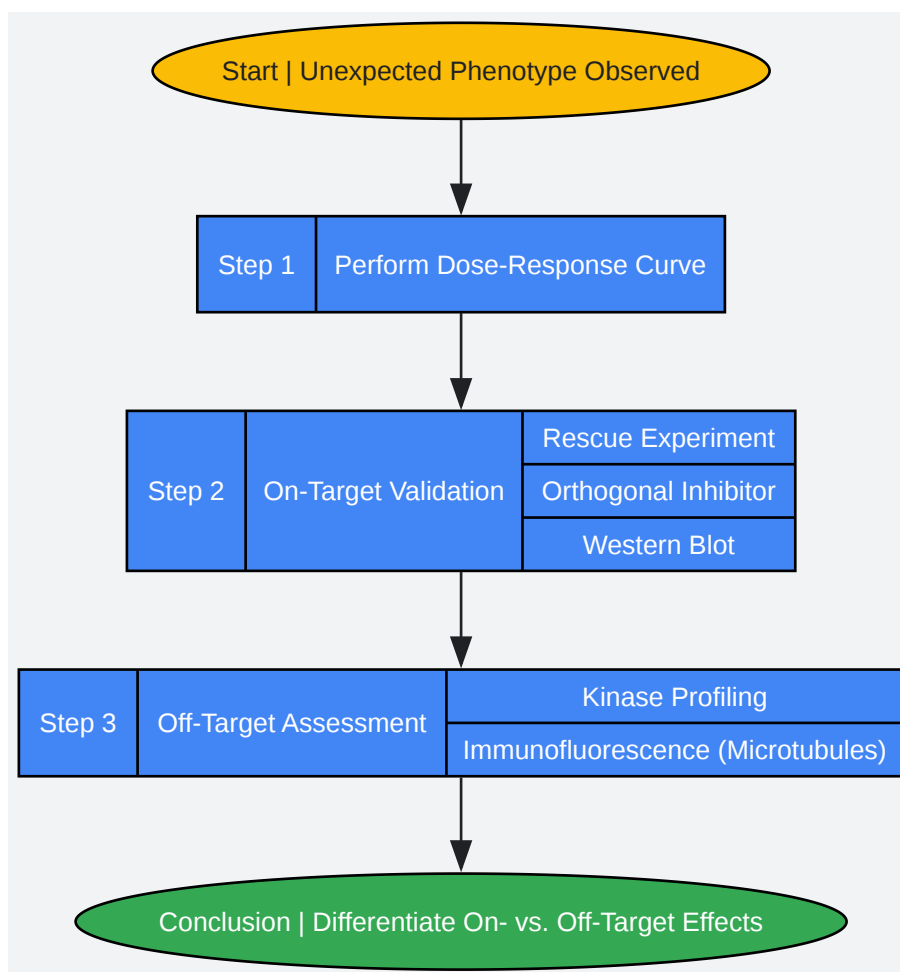 Start | Unexpected Phenotype Observed
Step 1
Perform Dose-Response Curve
Step 2
On-Target Validation
Rescue Experiment
Orthogonal Inhibitor
Western Blot
Step 3
Off-Target Assessment
Kinase Profiling
Immunofluorescence (Microtubules)
Conclusion | Differentiate On- vs. Off-Target Effects